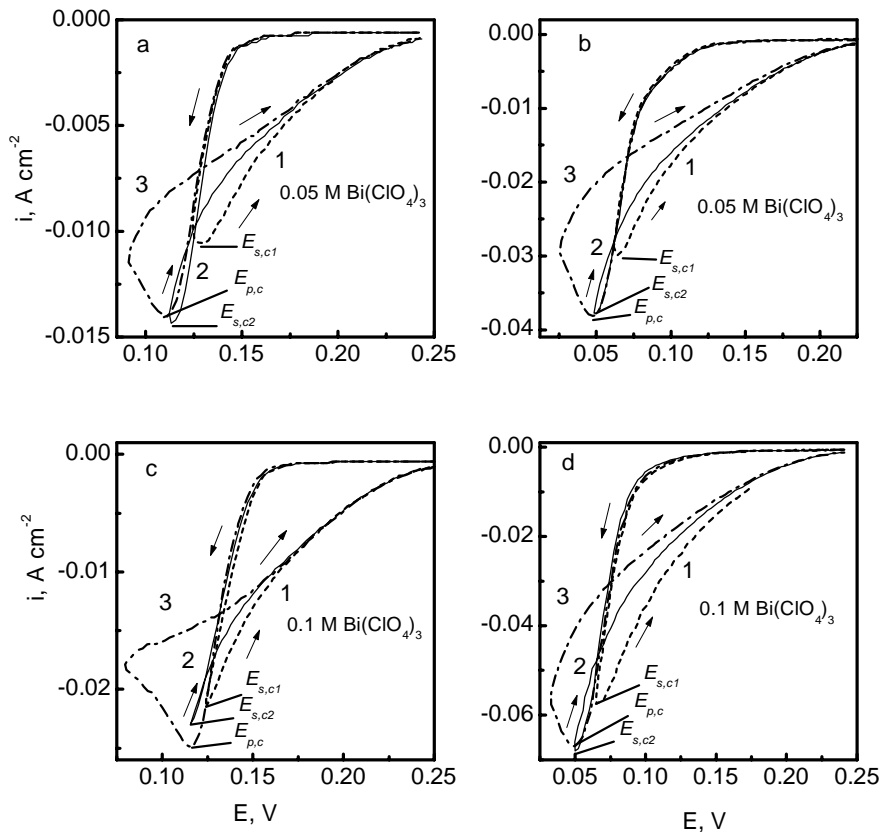 a
0.000
-0.005
-0.010
-0.015
i, A cm-2
0.10 0.15 0.20 0.25
1
2
3
0.05 M Bi(ClO4)3
Es,c1
Ep,c
Es,c2
b
0.00
-0.01
-0.02
-0.03
-0.04
0.05 0.10 0.15 0.20
1
2
3
0.05 M Bi(ClO4)3
Es,c1
Es,c2
Ep,c
c
0.00
-0.01
-0.02
i, A cm-2
0.10 0.15 0.20 0.25
E, V
1
2
3
0.1 M Bi(ClO4)3
Es,c1
Es,c2
Ep,c
d
0.00
-0.02
-0.04
-0.06
0.05 0.10 0.15 0.20 0.25
E, V
1
2
3
0.1 M Bi(ClO4)3
Es,c1
Ep,c
Es,c2